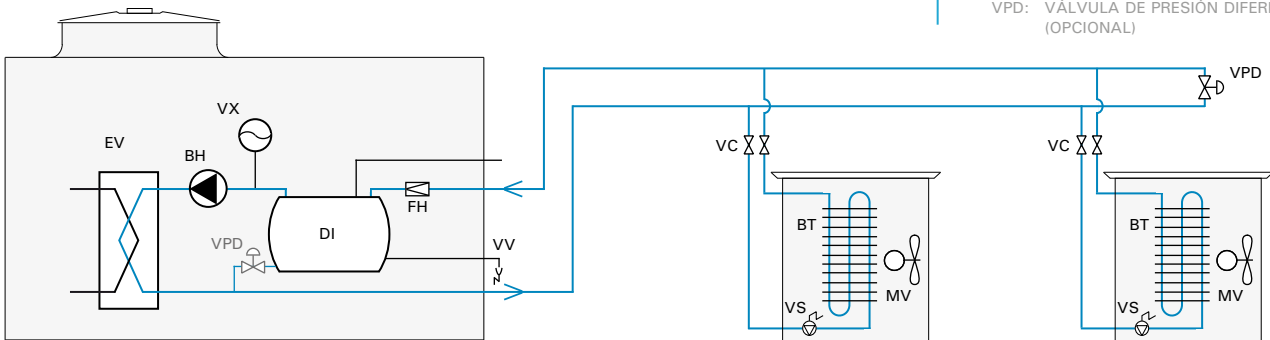 VPD: VÁLVULA DE PRESIÓN
(OPCIONAL)
VPD
VX
EV
BH
VC
VC
FH
BT
BT
DI
VPD
VV
MV
MV
VS
VS